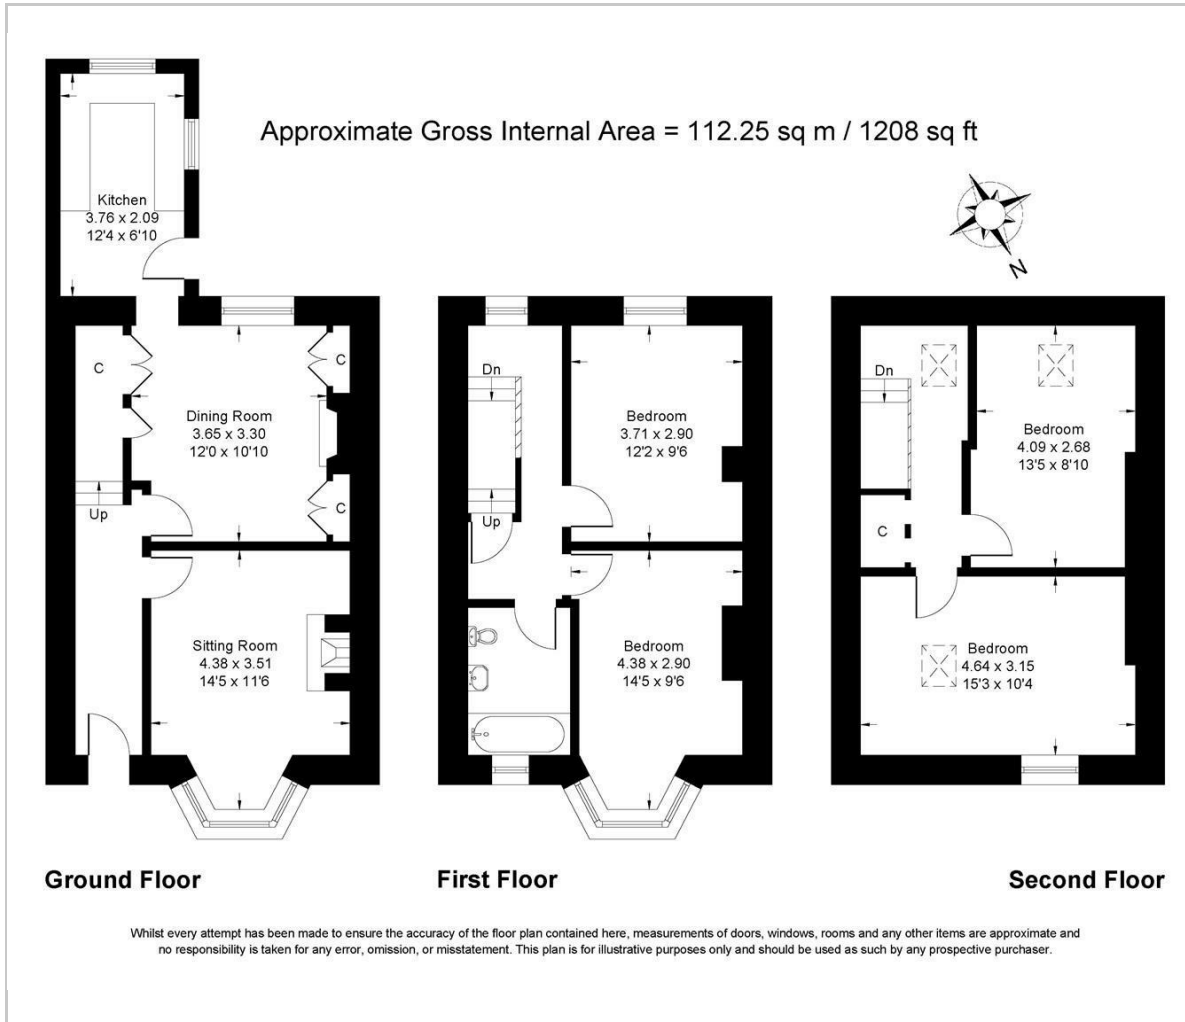 Approximate Gross Internal Area = 112.25 sq m / 1208 sq ft
N
Kitchen
3.76 x 2.09
12'4 x 6'10
C
C
Dining Room
3.65 x 3.30
12'0 x 10'10
C
Up
Sitting Room
4.38 x 3.51
14'5 x 11'6
Dn
Bedroom
3.71 x 2.90
12'2 x 9'6
Up
Bedroom
4.38 x 2.90
14'5 x 9'6
Dn
Bedroom
4.09 x 2.68
13'5 x 8'10
C
Bedroom
4.64 x 3.15
15'3 x 10'4
Ground Floor
First Floor
Second Floor
Whilst every attempt has been made to ensure the accuracy of the floor plan contained here, measurements of doors, windows, rooms and any other items are approximate and
no responsibility is taken for any error, omission, or misstatement. This plan is for illustrative purposes only and should be used as such by any prospective purchaser.